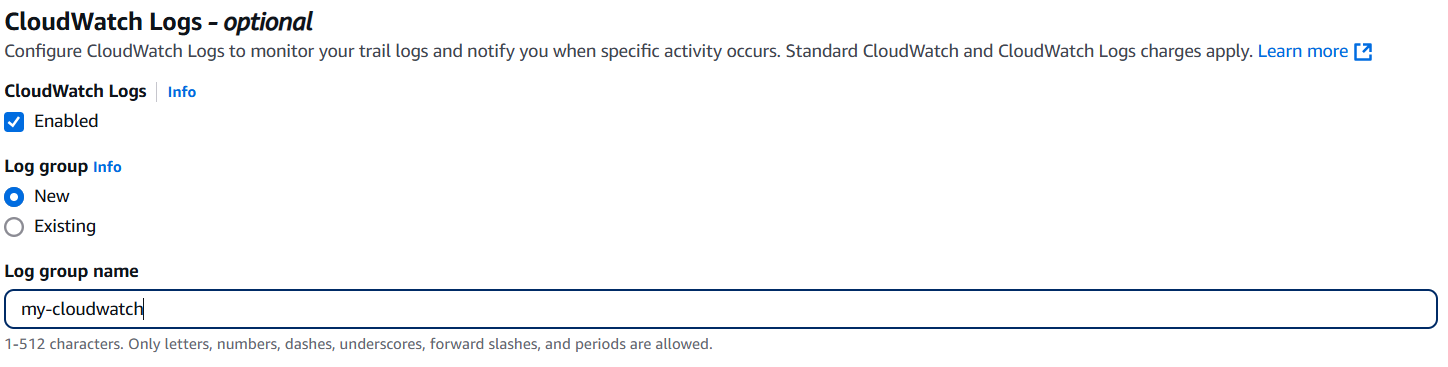 CloudWatch Logs - optional
Configure CloudWatch Logs to monitor your trail logs and notify you when specific activity occurs. Standard CloudWatch and CloudWatch Logs charges apply. Learn more
CloudWatch Logs Info
Enabled
Log group Info
New
Existing
Log group name
my-cloudwatch
1-512 characters. Only letters, numbers, dashes, underscores, forward slashes, and periods are allowed.